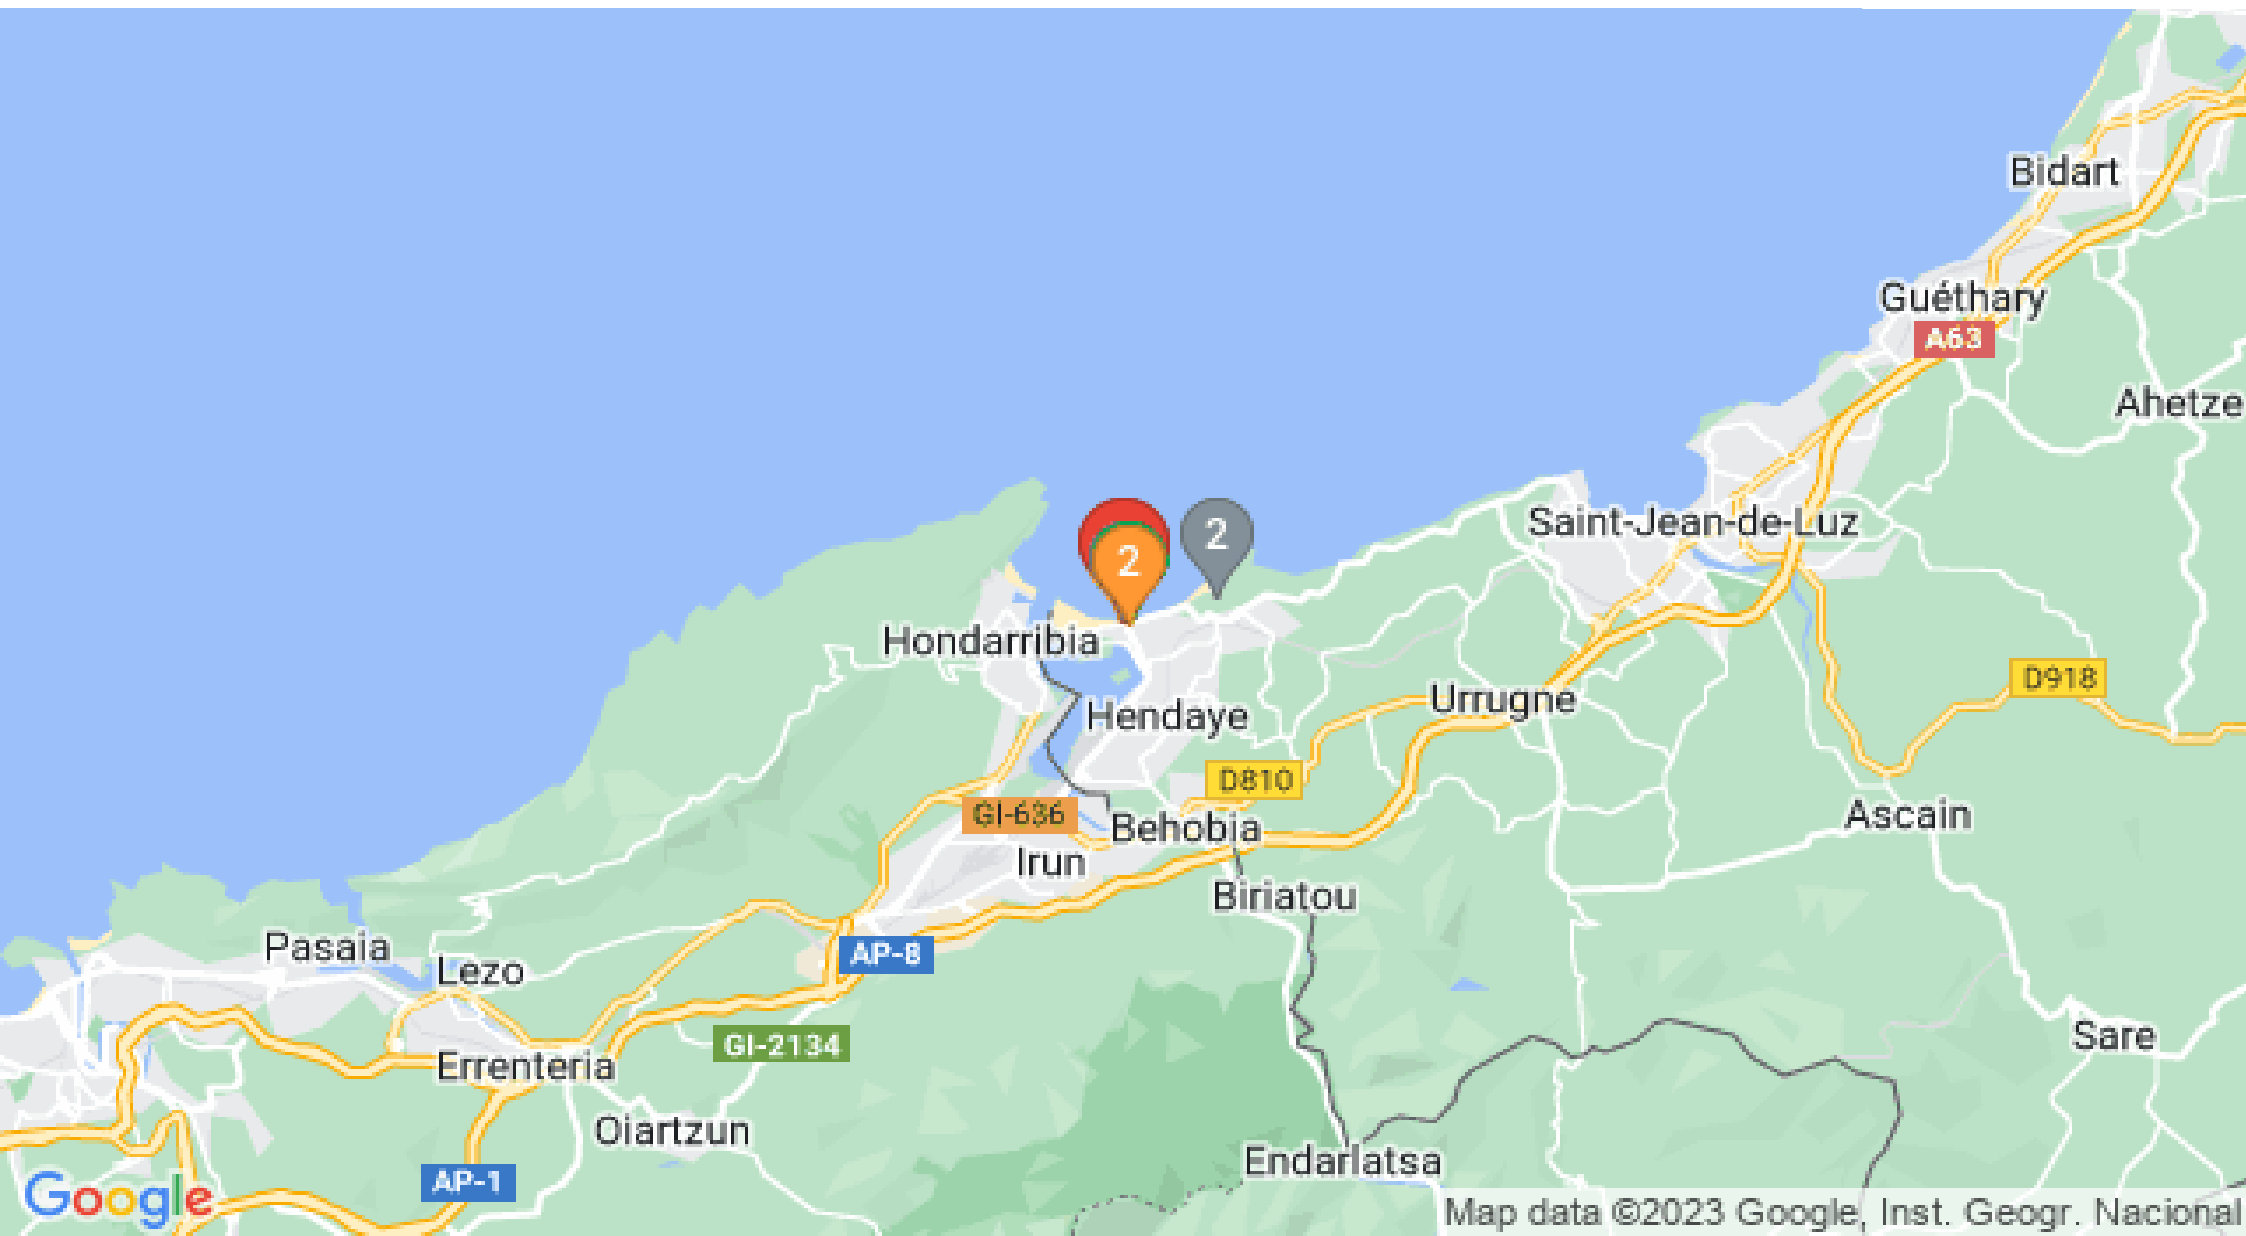 Bidart
Guéthary
A63
Ahetze
Saint-Jean-de-Luz
2
2
Hondarribia
D918
Urrugne
Hendaye
D810
GI-636
Behobia
Ascain
Irun
Biriatou
Pasaia
AP-8
Lezo
Sare
GI-2134
Errenteria
Oiartzun
Endarlatsa
AP-1
Google
Map data ©2023 Google, Inst. Geogr. Nacional